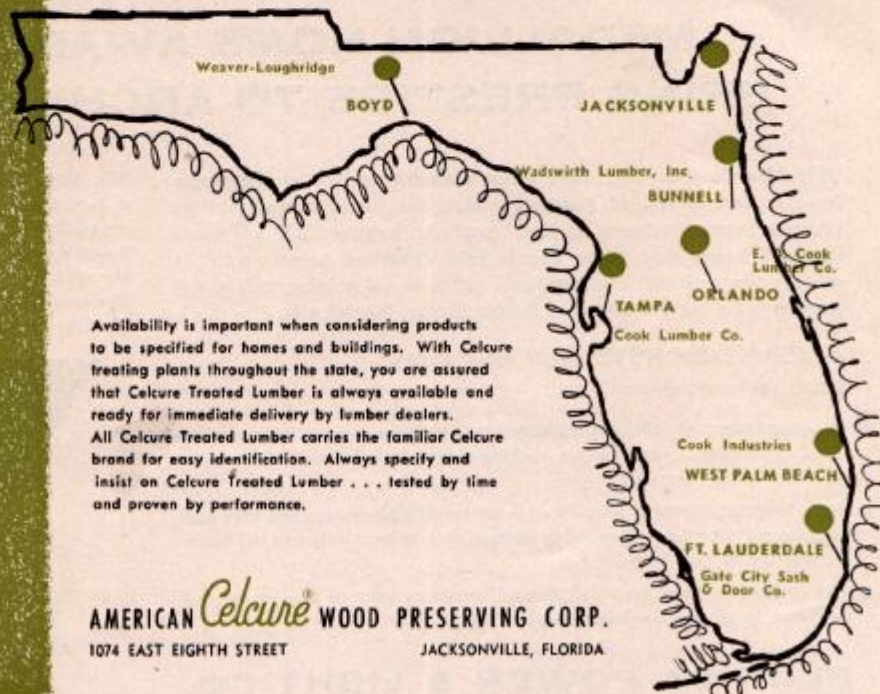 Weaver-Loughridge
BOYD
JACKSONVILLE
Wadswirth Lumber, Inc.
BUNNELL
E. Cook
Lumber Co.
ORLANDO
TAMPA
Cook Lumber Co.
Availability is important when considering products
to be specified for homes and buildings. With Celcure
treating plants throughout the state, you are assured
that Celcure Treated Lumber is always available and
ready for immediate delivery by lumber dealers.
All Celcure Treated Lumber carries the familiar Celcure
brand for easy identification. Always specify and
insist on Celcure Treated Lumber . . . tested by time
and proven by performance.
Cook Industries
WEST PALM BEACH
FT. LAUDERDALE
Gate City Sash
& Door Co.
AMERICAN Celcure® WOOD PRESERVING CORP.
1074 EAST EIGHTH STREET JACKSONVILLE, FLORIDA